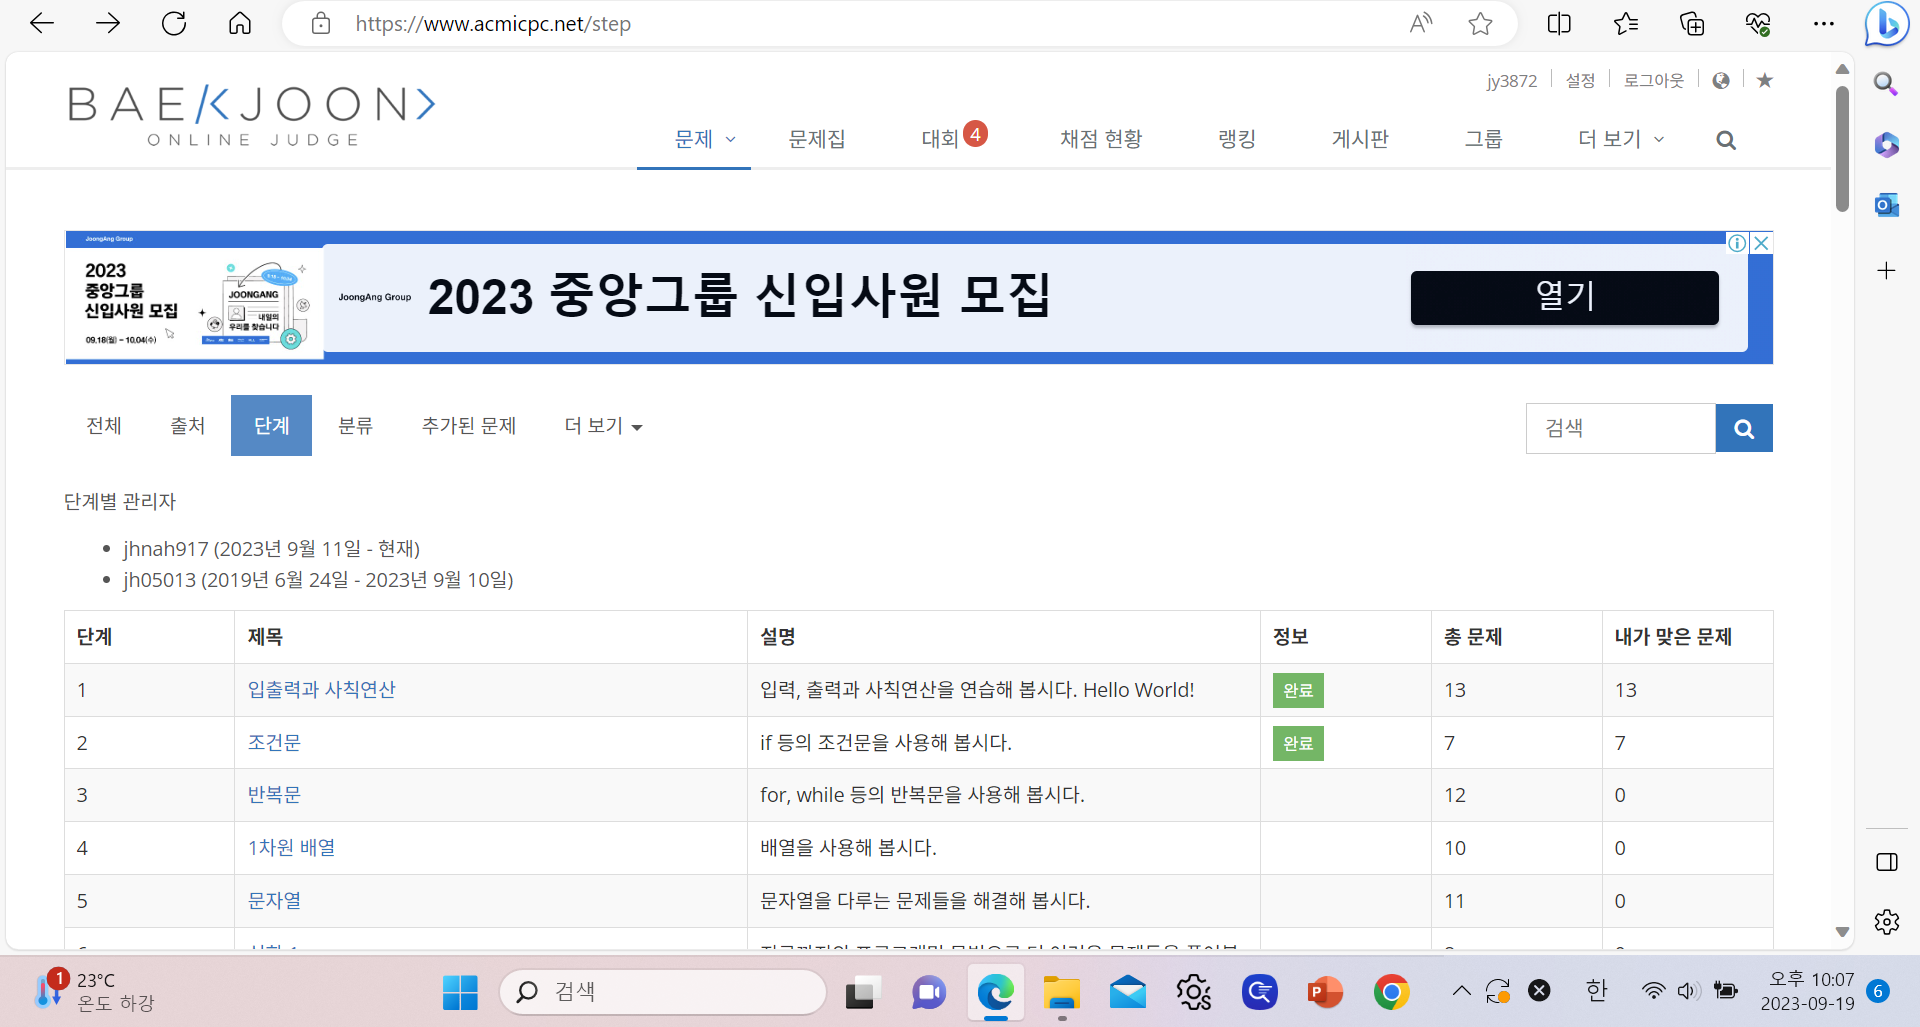 https://www.acmicpc.net/step
jy3872 설정 로그아웃
BAEKJOON>
ONLINE JUDGE
문제 문제집 대회 4 채점 현황 랭킹 게시판 그룹 더 보기
JoongAng Group
2023
중앙그룹
신입사원 모집
09.18(월) - 10.04(수)
JOONGANG
내일의
우리를 찾습니다
JoongAng Group
2023 중앙그룹 신입사원 모집
열기
전체 출처 단계 분류 추가된 문제 더 보기
검색
단계별 관리자
jhnah917 (2023년 9월 11일 - 현재)
jh05013 (2019년 6월 24일 - 2023년 9월 10일)
단계 제목 설명 정보 총 문제 내가 맞은 문제
1 입출력과 사칙연산 입력, 출력과 사칙연산을 연습해 봅시다. Hello World! 완료 13 13
2 조건문 if 등의 조건문을 사용해 봅시다. 완료 7 7
3 반복문 for, while 등의 반복문을 사용해 봅시다. 12 0
4 1차원 배열 배열을 사용해 봅시다. 10 0
5 문자열 문자열을 다루는 문제들을 해결해 봅시다. 11 0
1 23°C
온도 하강
검색
한
오후 10:07
2023-09-19
6